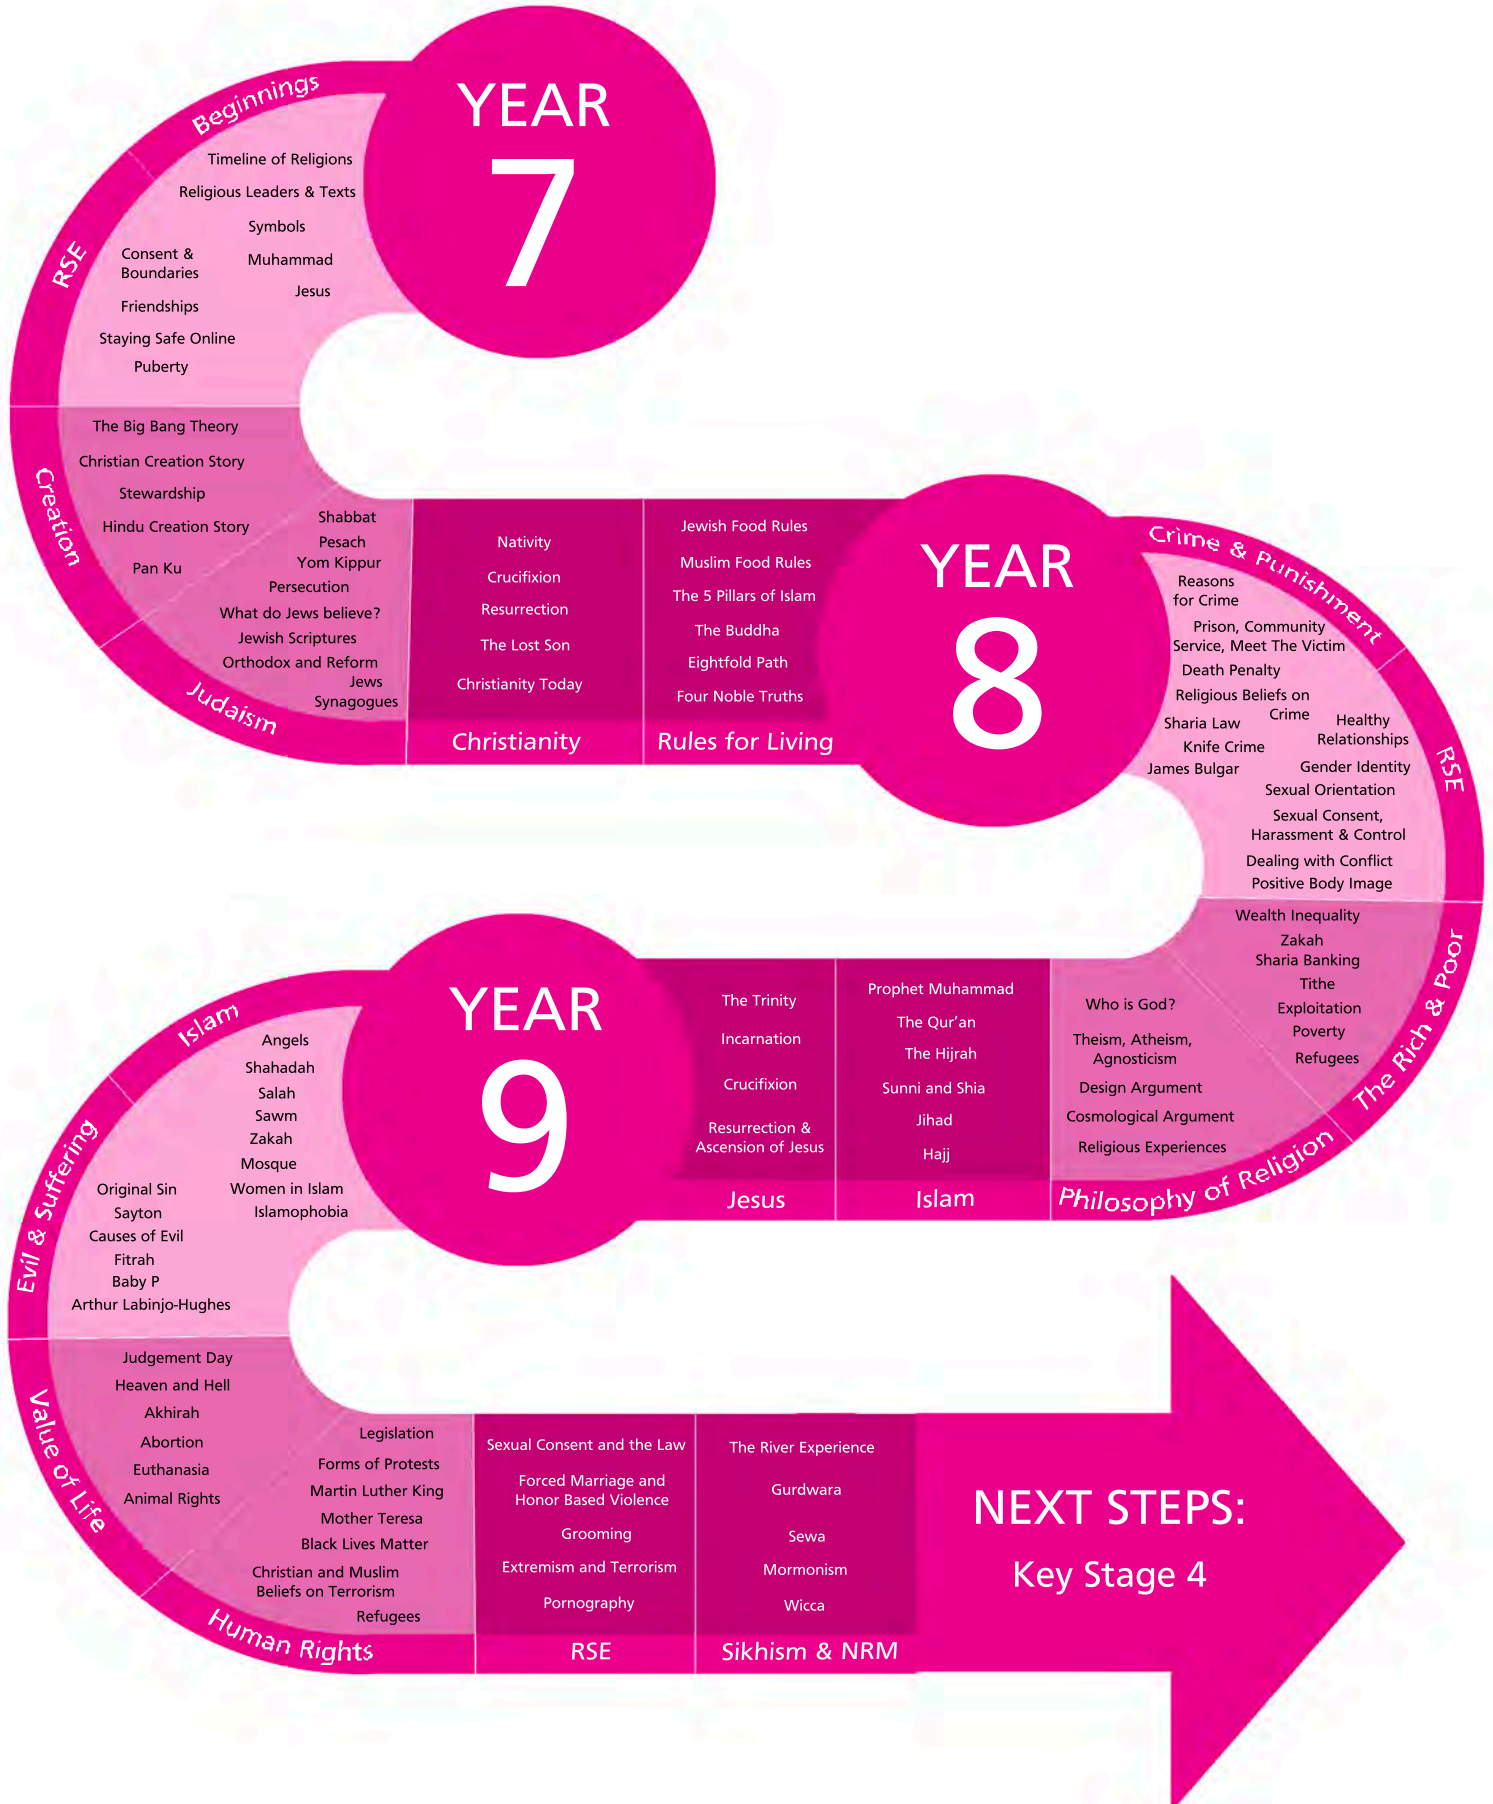 YEAR
7
Beginnings
Timeline of Religions
Religious Leaders & Texts
Symbols
Muhammad
Jesus
RSE
Consent &
Boundaries
Friendships
Staying Safe Online
Puberty
Creation
The Big Bang Theory
Christian Creation Story
Stewardship
Hindu Creation Story
Pan Ku
Judaism
Shabbat
Pesach
Yom Kippur
Persecution
What do Jews believe?
Jewish Scriptures
Orthodox and Reform
Jews
Synagogues
Nativity
Crucifixion
Resurrection
The Lost Son
Christianity Today
Christianity
Jewish Food Rules
Muslim Food Rules
The 5 Pillars of Islam
The Buddha
Eightfold Path
Four Noble Truths
Rules for Living
YEAR
8
Crime & Punishment
Reasons
for Crime
Prison, Community
Service, Meet The Victim
Death Penalty
Religious Beliefs on
Crime
Sharia Law
Knife Crime
James Bulgar
RSE
Healthy
Relationships
Gender Identity
Sexual Orientation
Sexual Consent,
Harassment & Control
Dealing with Conflict
Positive Body Image
The Rich & Poor
Wealth Inequality
Zakah
Sharia Banking
Tithe
Exploitation
Poverty
Refugees
Who is God?
Theism, Atheism,
Agnosticism
Design Argument
Cosmological Argument
Religious Experiences
Philosophy of Religion
Prophet Muhammad
The Qur’an
The Hijrah
Sunni and Shia
Jihad
Hajj
Islam
The Trinity
Incarnation
Crucifixion
Resurrection &
Ascension of Jesus
Jesus
YEAR
9
Islam
Angels
Shahadah
Salah
Sawm
Zakah
Mosque
Women in Islam
Islamophobia
Evil & Suffering
Original Sin
Sayton
Causes of Evil
Fitrah
Baby P
Arthur Labinjo-Hughes
Value of Life
Judgement Day
Heaven and Hell
Akhirah
Abortion
Euthanasia
Animal Rights
Legislation
Forms of Protests
Martin Luther King
Mother Teresa
Black Lives Matter
Christian and Muslim
Beliefs on Terrorism
Refugees
Human Rights
Sexual Consent and the Law
Forced Marriage and
Honor Based Violence
Grooming
Extremism and Terrorism
Pornography
RSE
The River Experience
Gurdwara
Sewa
Mormonism
Wicca
Sikhism & NRM
NEXT STEPS:
Key Stage 4